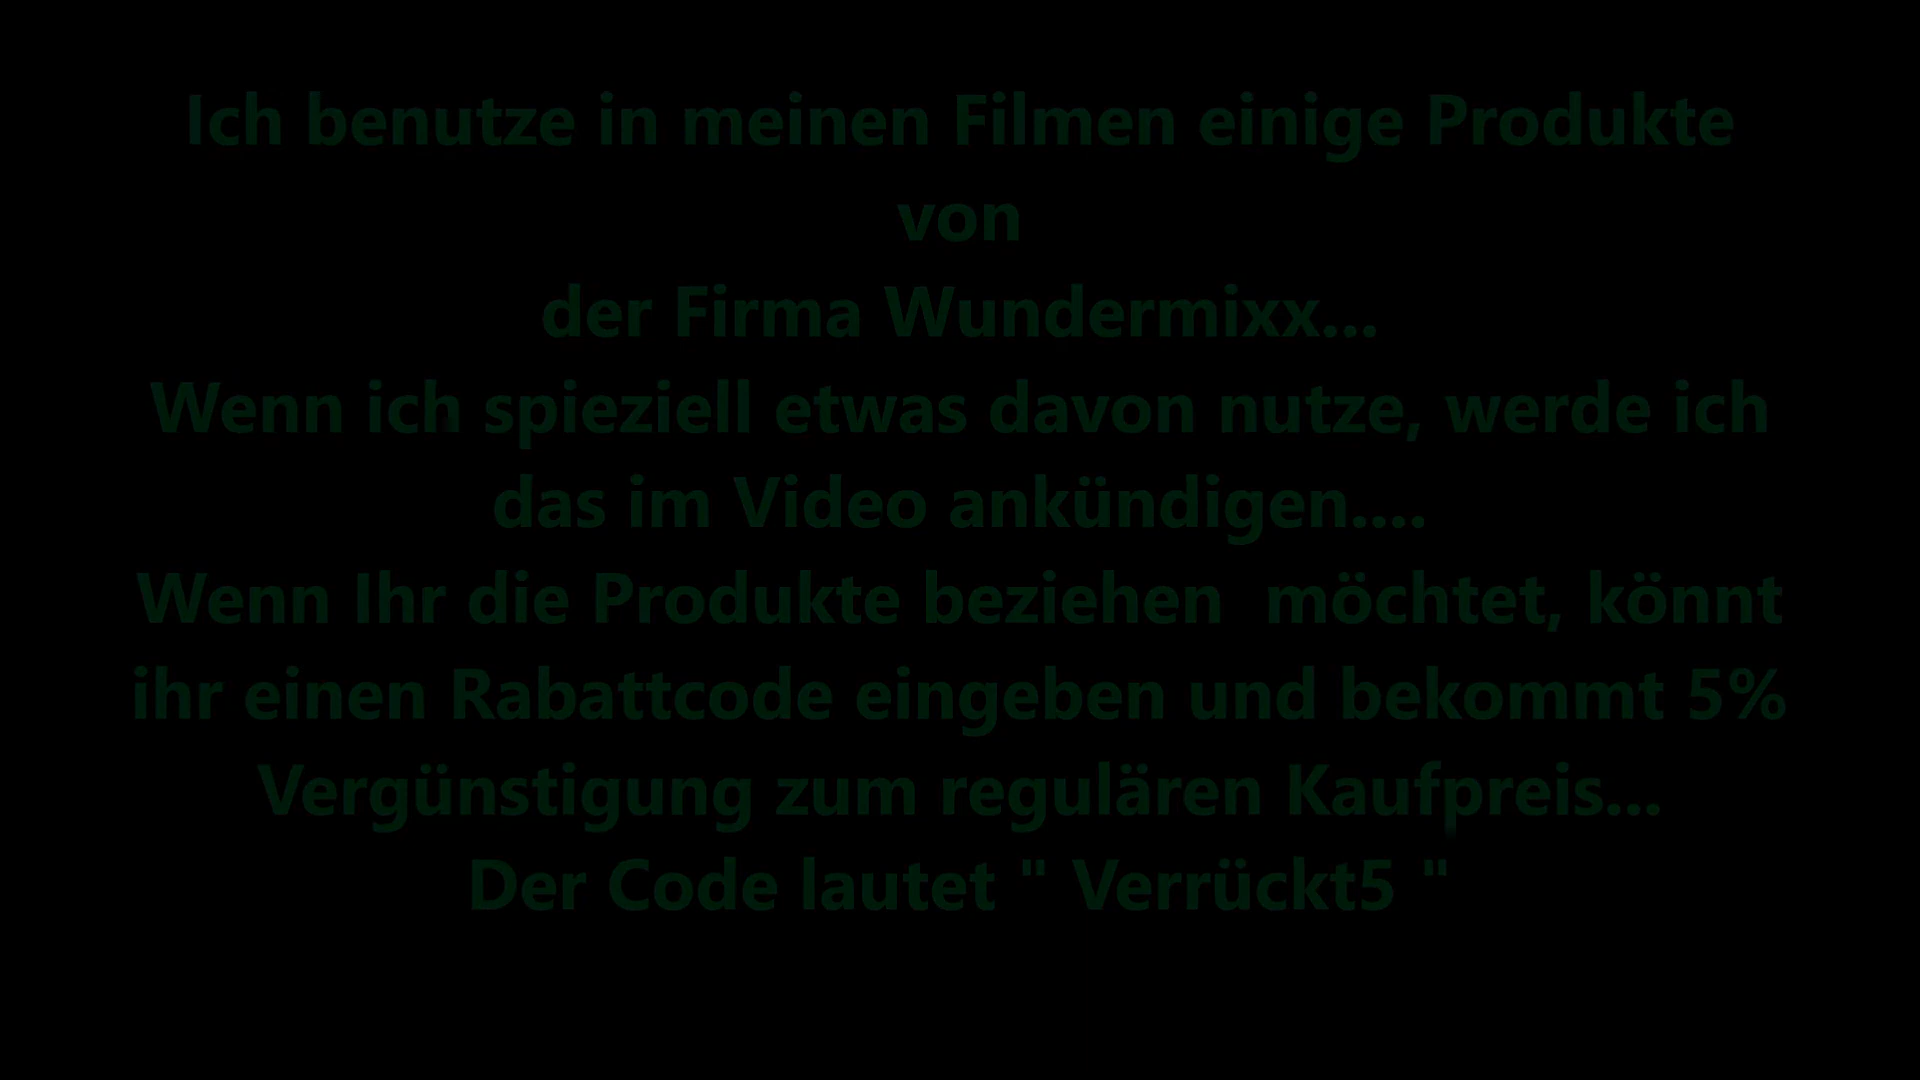 Ich benutze in meinen Filmen einige Produkte
von
der Firma Wundermixx...
Wenn ich spieziell etwas davon nutze, werde ich
das im Video ankündigen....
Wenn Ihr die Produkte beziehen  möchtet, könnt
ihr einen Rabattcode eingeben und bekommt 5%
Vergünstigung zum regulären Kaufpreis...
Der Code lautet " Verrückt5 "